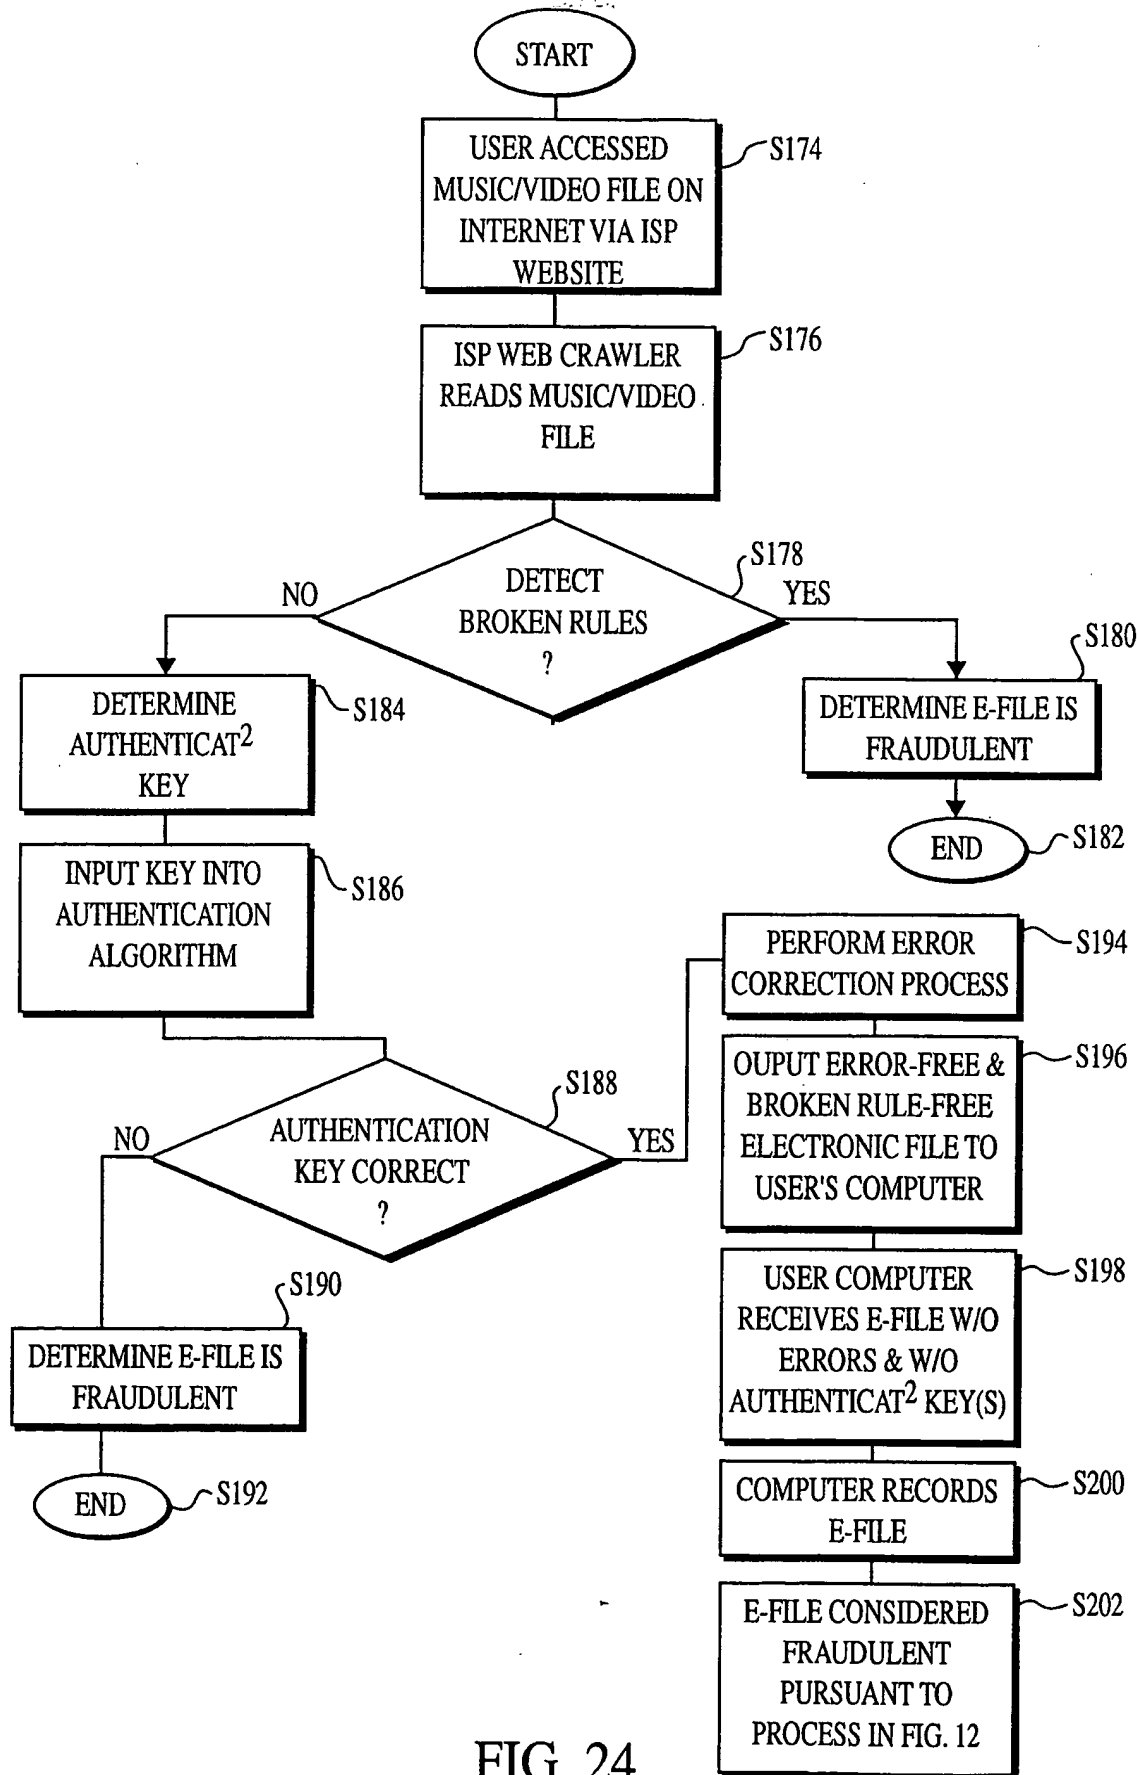 START
USER ACCESSED
MUSIC/VIDEO FILE ON
INTERNET VIA ISP
WEBSITE
S174
ISP WEB CRAWLER
READS MUSIC/VIDEO
FILE
S176
DETECT
BROKEN RULES
?
S178
NO
YES
DETERMINE
AUTHENTICAT²
KEY
S184
DETERMINE E-FILE IS
FRAUDULENT
S180
END
S182
INPUT KEY INTO
AUTHENTICATION
ALGORITHM
S186
AUTHENTICATION
KEY CORRECT
?
S188
NO
YES
DETERMINE E-FILE IS
FRAUDULENT
S190
END
S192
PERFORM ERROR
CORRECTION PROCESS
S194
OUPUT ERROR-FREE &
BROKEN RULE-FREE
ELECTRONIC FILE TO
USER'S COMPUTER
S196
USER COMPUTER
RECEIVES E-FILE W/O
ERRORS & W/O
AUTHENTICAT² KEY(S)
S198
COMPUTER RECORDS
E-FILE
S200
E-FILE CONSIDERED
FRAUDULENT
PURSUANT TO
PROCESS IN FIG. 12
S202
FIG. 24